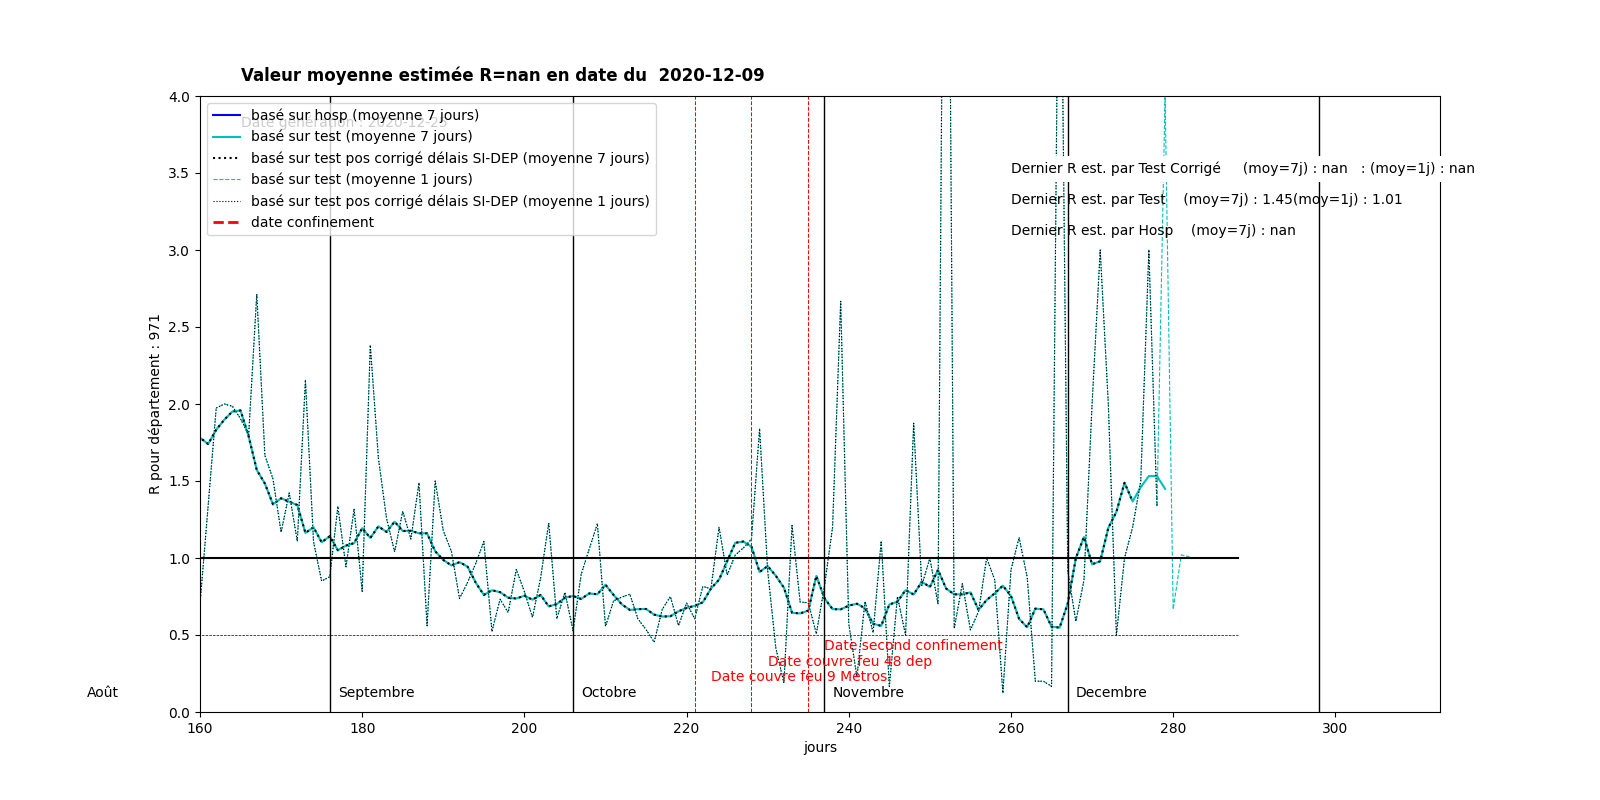 Valeur moyenne estimée R=nan en date du  2020-12-09
Date génération : 2020-12-23
basé sur hosp (moyenne 7 jours)
basé sur test (moyenne 7 jours)
basé sur test pos corrigé délais SI-DEP (moyenne 7 jours)
basé sur test (moyenne 1 jours)
basé sur test pos corrigé délais SI-DEP (moyenne 1 jours)
date confinement
Dernier R est. par Test Corrigé     (moy=7j) : nan   : (moy=1j) : nan
Dernier R est. par Test    (moy=7j) : 1.45(moy=1j) : 1.01
Dernier R est. par Hosp    (moy=7j) : nan
4.0
3.5
3.0
2.5
2.0
1.5
1.0
0.5
0.0
R pour département : 971
Date second confinement
Date couvre feu 48 dep
Date couvre feu 9 Métros
Août
Septembre
Octobre
Novembre
Decembre
160 180 200 220 240 260 280 300
jours